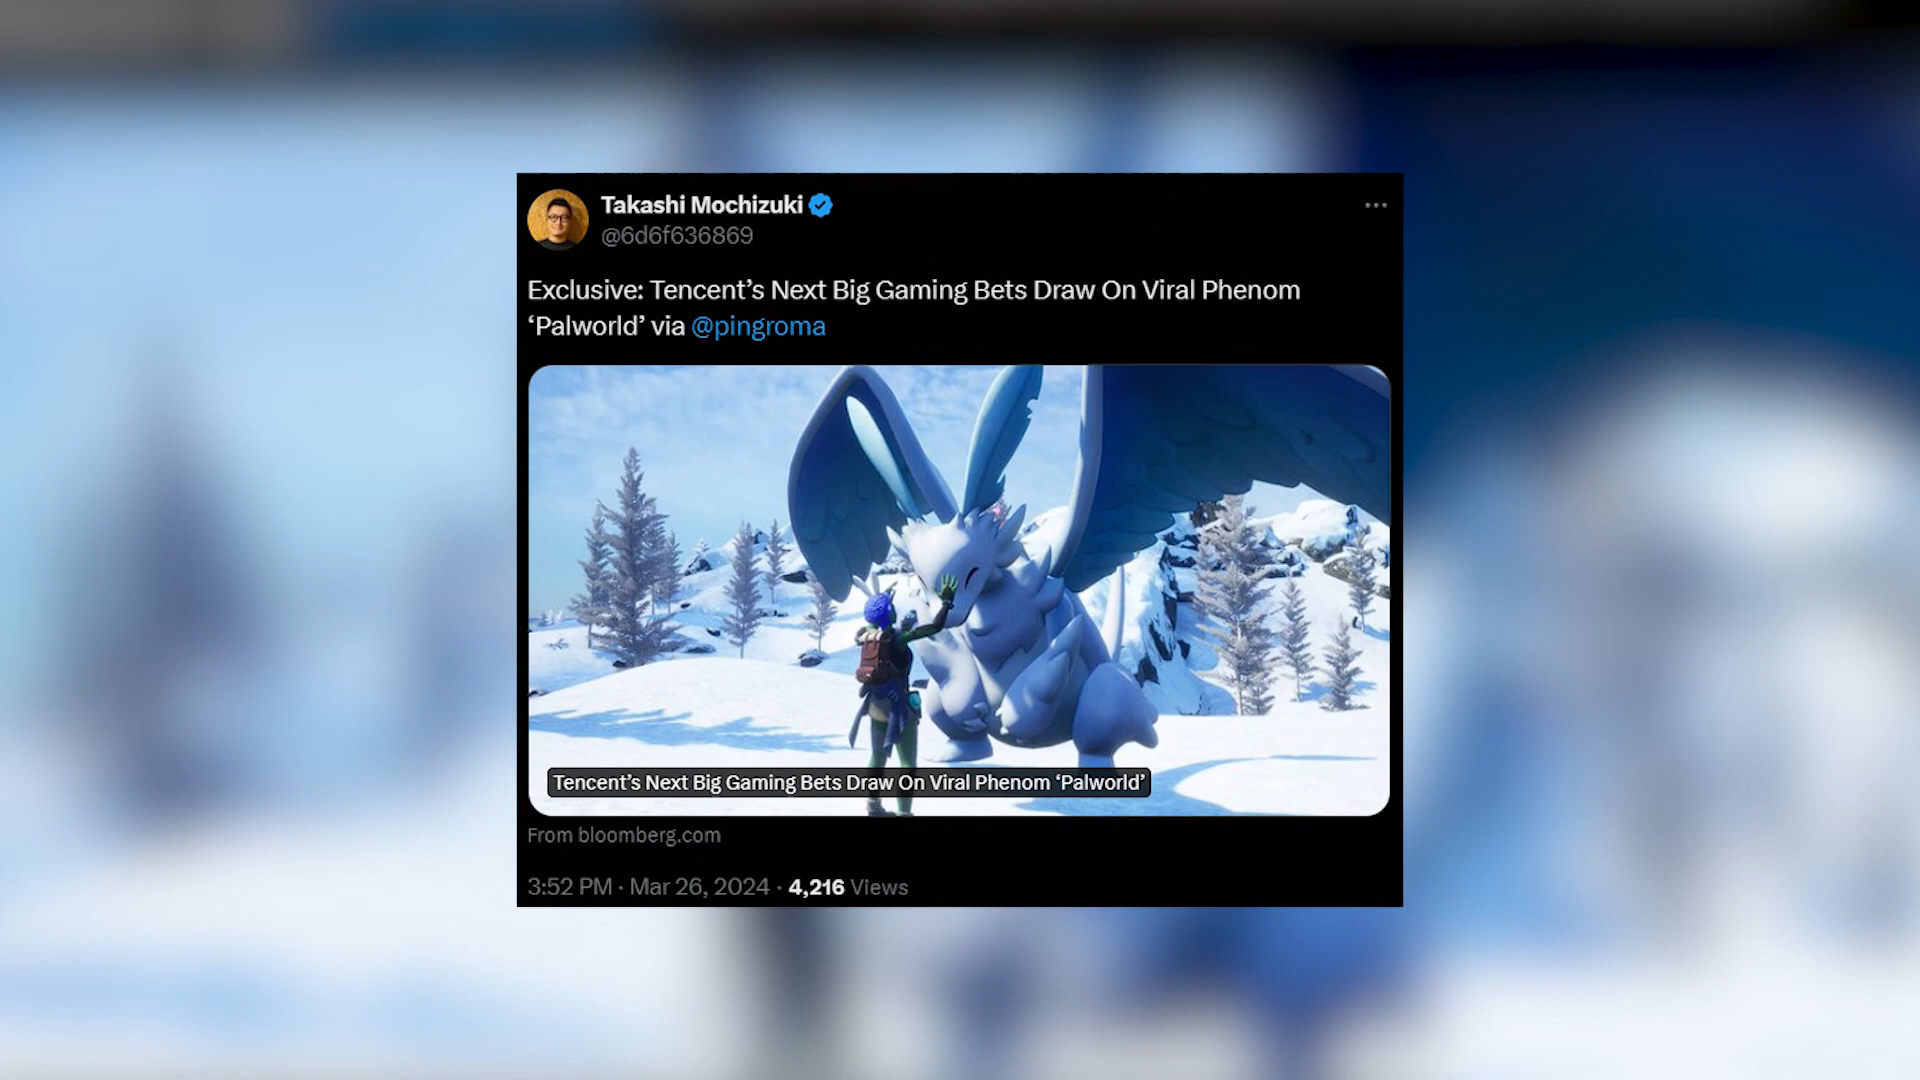 Takashi Mochizuki
@6d6f636869
Exclusive: Tencent’s Next Big Gaming Bets Draw On Viral Phenom
‘Palworld’ via @pingroma
Tencent’s Next Big Gaming Bets Draw On Viral Phenom ‘Palworld’
From bloomberg.com
3:52 PM · Mar 26, 2024 · 4,216 Views